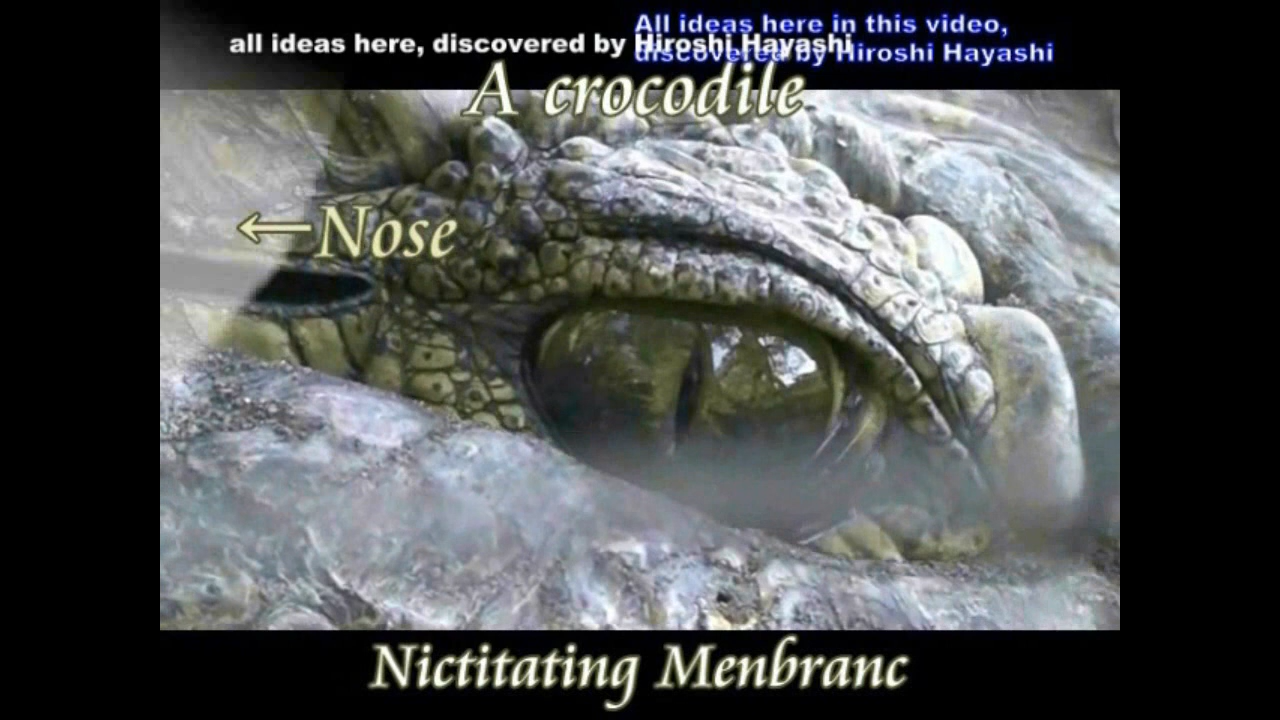 All ideas here in this video,
all ideas here, discovered by Hiroshi Hayashi
discovered by Hiroshi Hayashi
A crocodile
←Nose
Nictitating Menbranc